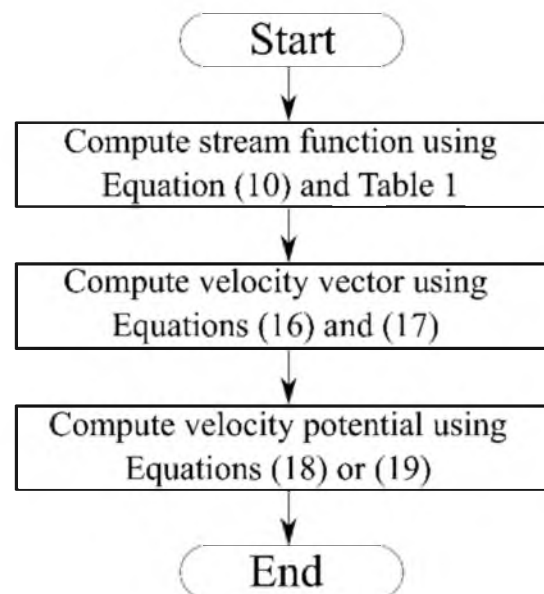 Start
Compute stream function using
Equation (10) and Table 1
Compute velocity vector using
Equations (16) and (17)
Compute velocity potential using
Equations (18) or (19)
End